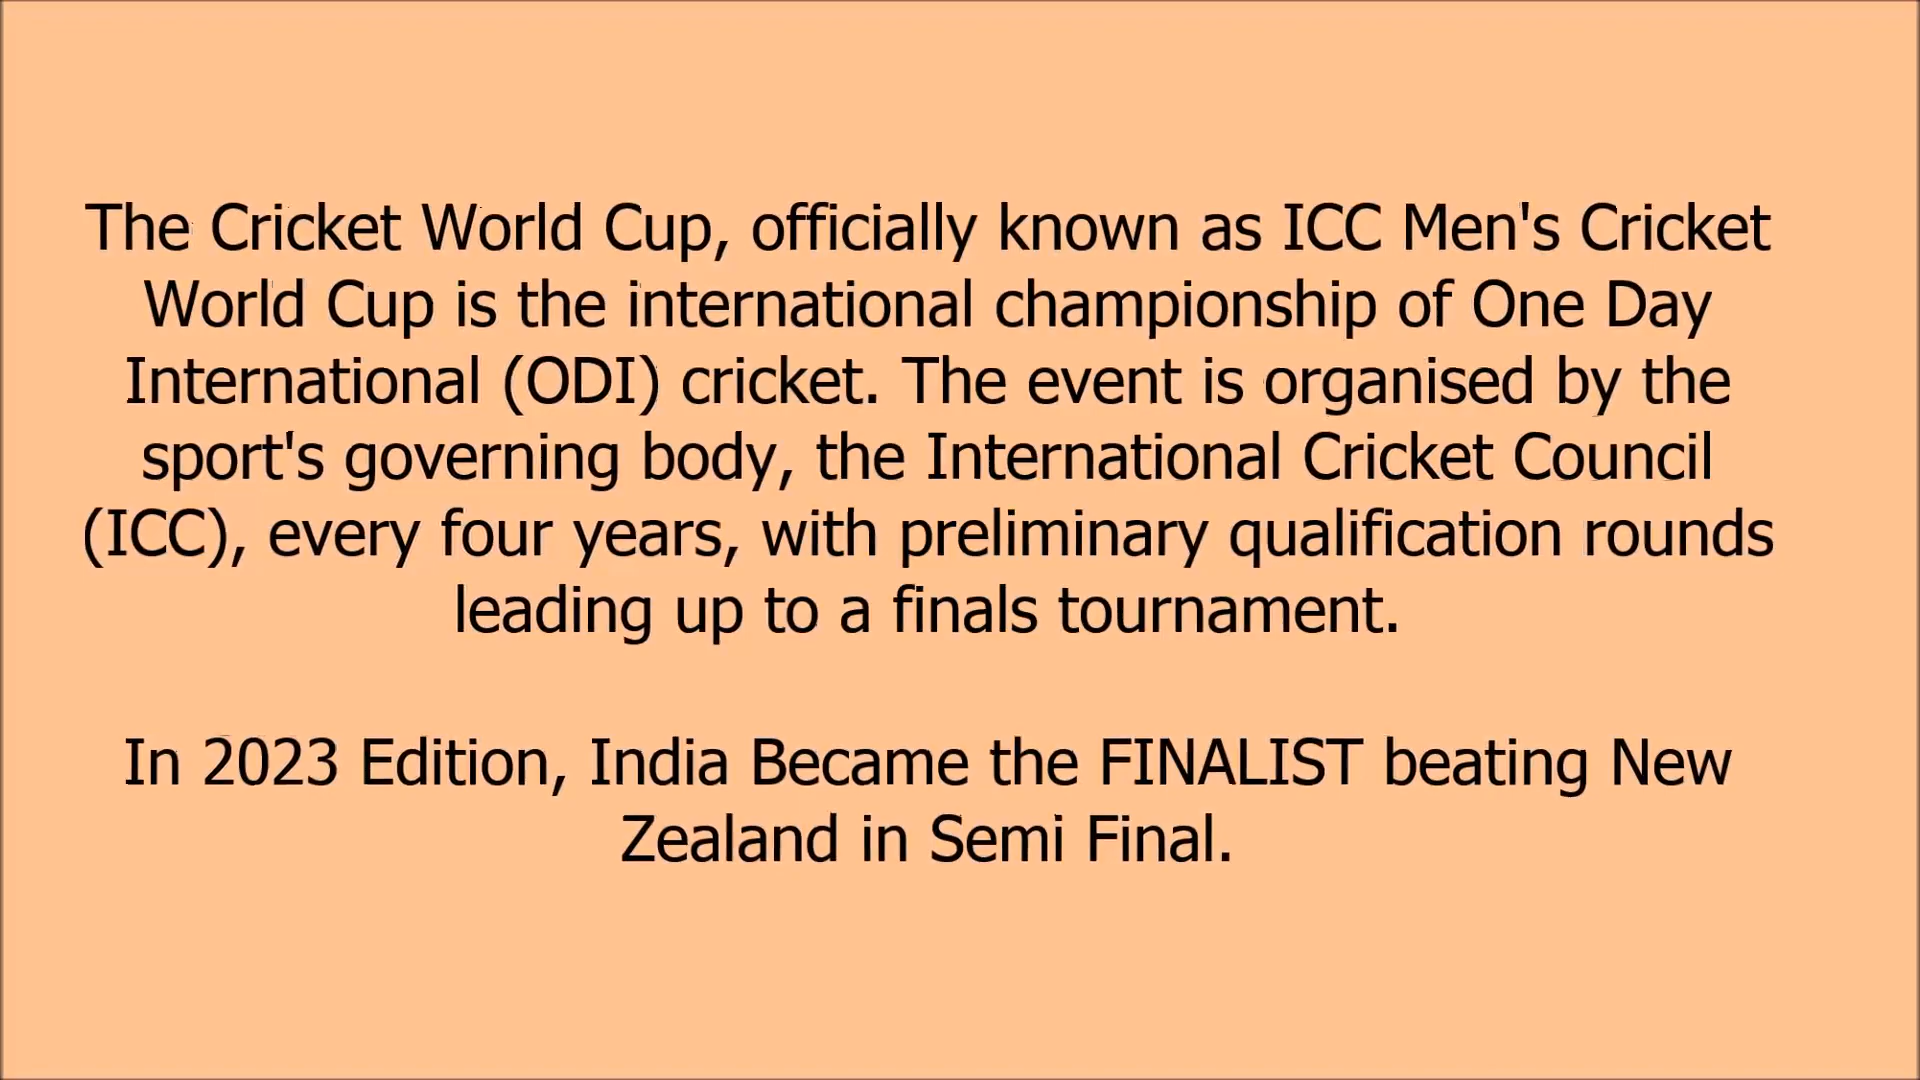 The Cricket World Cup, officially known as ICC Men's Cricket
World Cup is the international championship of One Day
International (ODI) cricket. The event is organised by the
sport's governing body, the International Cricket Council
(ICC), every four years, with preliminary qualification rounds
leading up to a finals tournament.
In 2023 Edition, India Became the FINALIST beating New
Zealand in Semi Final.